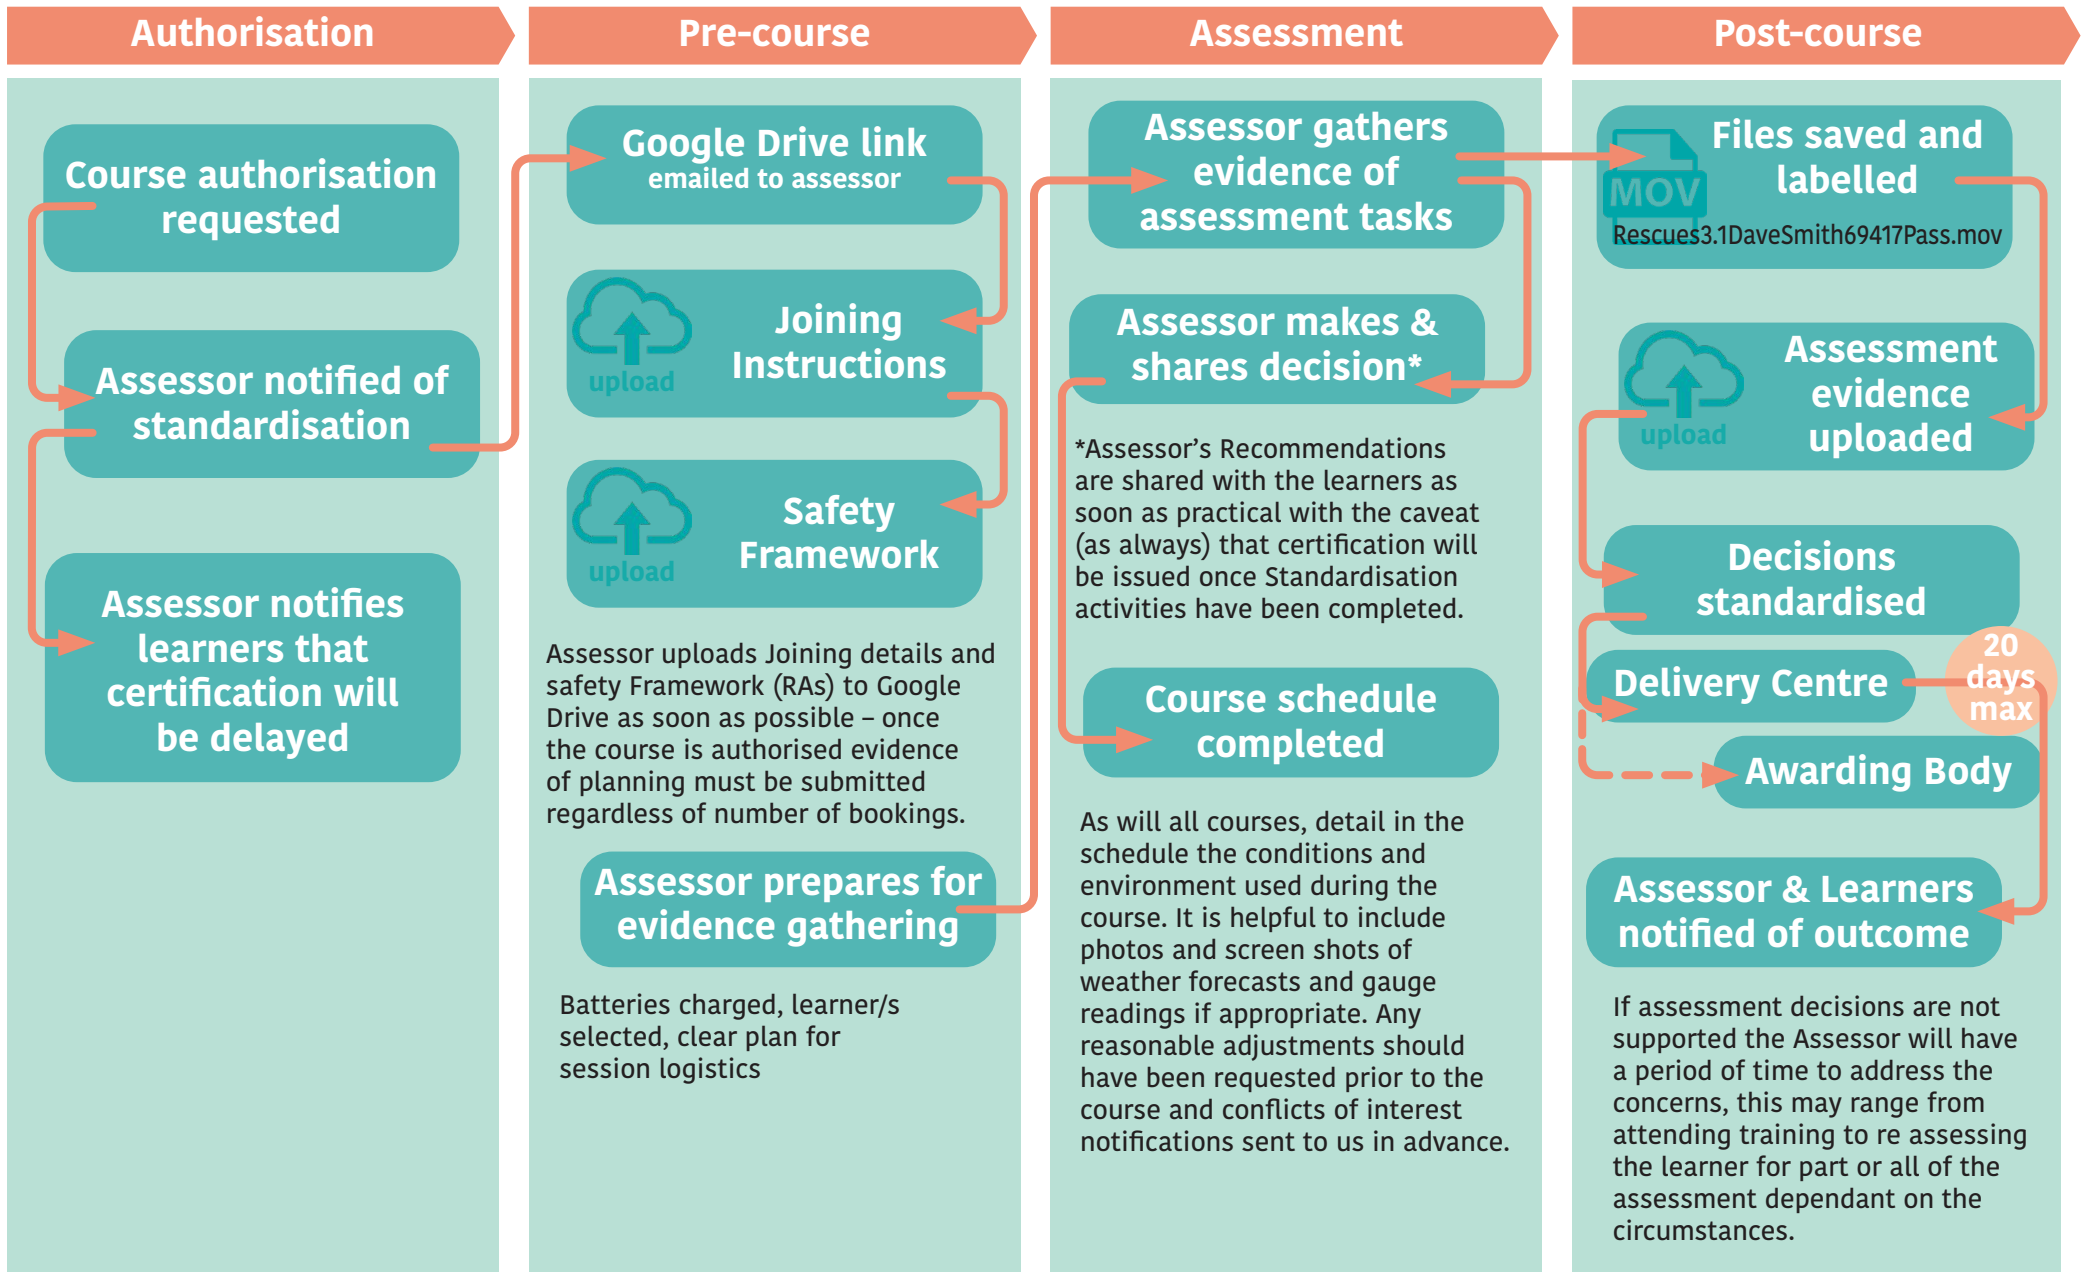 Authorisation
Course authorisation
requested
Assessor notified of
standardisation
Assessor notifies
learners that
certification will
be delayed
Pre-course
Google Drive link
emailed to assessor
upload
Joining
Instructions
upload
Safety
Framework
Assessor uploads Joining details and
safety Framework (RAs) to Google
Drive as soon as possible – once
the course is authorised evidence
of planning must be submitted
regardless of number of bookings.
Assessor prepares for
evidence gathering
Batteries charged, learner/s
selected, clear plan for
session logistics
Assessment
Assessor gathers
evidence of
assessment tasks
Assessor makes &
shares decision*
*Assessor’s Recommendations
are shared with the learners as
soon as practical with the caveat
(as always) that certification will
be issued once Standardisation
activities have been completed.
Course schedule
completed
As will all courses, detail in the
schedule the conditions and
environment used during the
course. It is helpful to include
photos and screen shots of
weather forecasts and gauge
readings if appropriate. Any
reasonable adjustments should
have been requested prior to the
course and conflicts of interest
notifications sent to us in advance.
Post-course
Files saved and
labelled
MOV
Rescues3.1DaveSmith69417Pass.mov
upload
Assessment
evidence
uploaded
Decisions
standardised
Delivery Centre
20
days
max
Awarding Body
Assessor & Learners
notified of outcome
If assessment decisions are not
supported the Assessor will have
a period of time to address the
concerns, this may range from
attending training to re assessing
the learner for part or all of the
assessment dependant on the
circumstances.